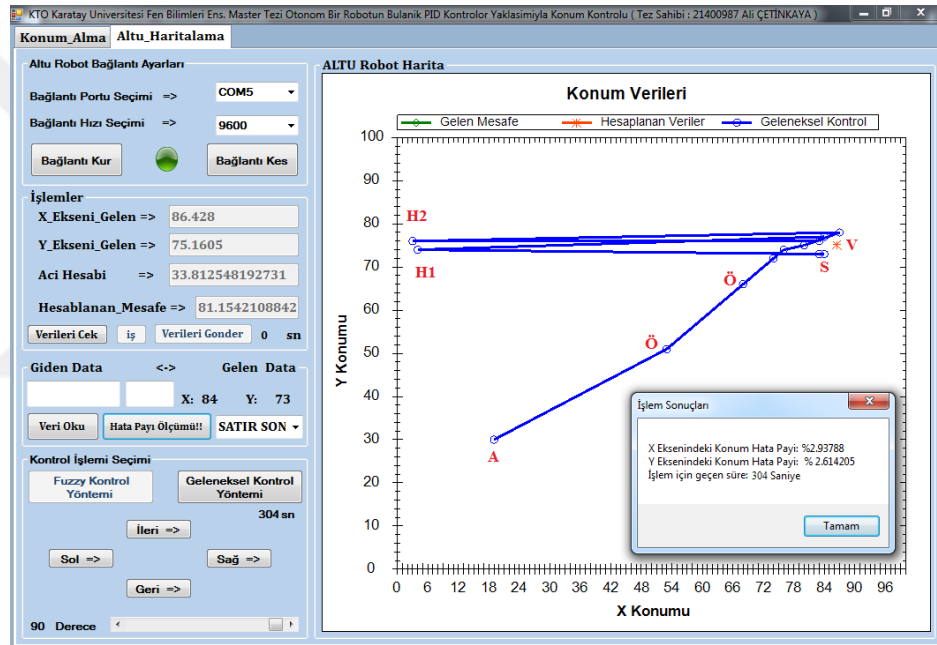 KTO Karatay Universitesi Fen Bilimleri Ens. Master Tezi Otonom Bir Robotun Bulanik PID Kontrolor Yaklasimiyla Konum Kontrolu ( Tez Sahibi : 21400987 Ali ÇETİNKAYA )
Konum_Alma Altu_Haritalama
Altu Robot Bağlantı Ayarları
Bağlantı Portu Seçimi => COM5
Bağlantı Hızı Seçimi => 9600
Bağlantı Kur Bağlantı Kes
İşlemler
X_Ekseni_Gelen => 86.428
Y_Ekseni_Gelen => 75.1605
Aci Hesabi => 33.812548192731
Hesablanan_Mesafe => 81.1542108842
Verileri Cek iş Verileri Gonder 0 sn
Giden Data <-> Gelen Data
X: 84 Y: 73
Veri Oku Hata Payı Ölçümü!! SATIR SON
Kontrol İşlemi Seçimi
Fuzzy Kontrol Yöntemi Geleneksel Kontrol Yöntemi
304 sn
İleri =>
Sol => Sağ =>
Geri =>
90 Derece
ALTU Robot Harita
Konum Verileri
Gelen Mesafe Hesaplanan Veriler Geleneksel Kontrol
100
90
80
70
60
50
40
30
20
10
0
Y Konumu
H2
H1
V
S
Ö
Ö
A
0 6 12 18 24 30 36 42 48 54 60 66 72 78 84 90 96
X Konumu
İşlem Sonuçları
X Eksenindeki Konum Hata Payi: %2.93788
Y Eksenindeki Konum Hata Payi: % 2.614205
İşlem için geçen süre: 304 Saniye
Tamam